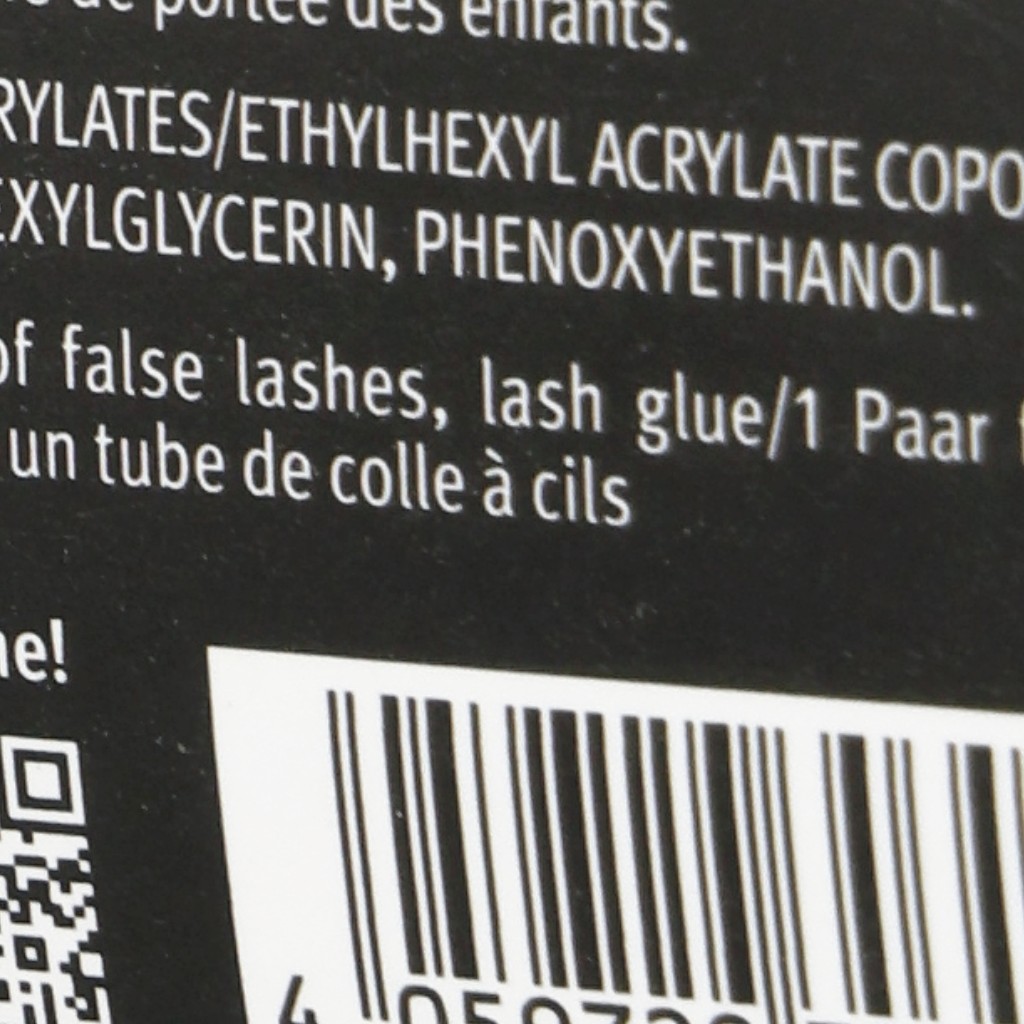 de portée des enfants.
RYLATES/ETHYLHEXYL ACRYLATE COPO
EXYLGLYCERIN, PHENOXYETHANOL.
of false lashes, lash glue/1 Paar
un tube de colle à cils
ne!
4